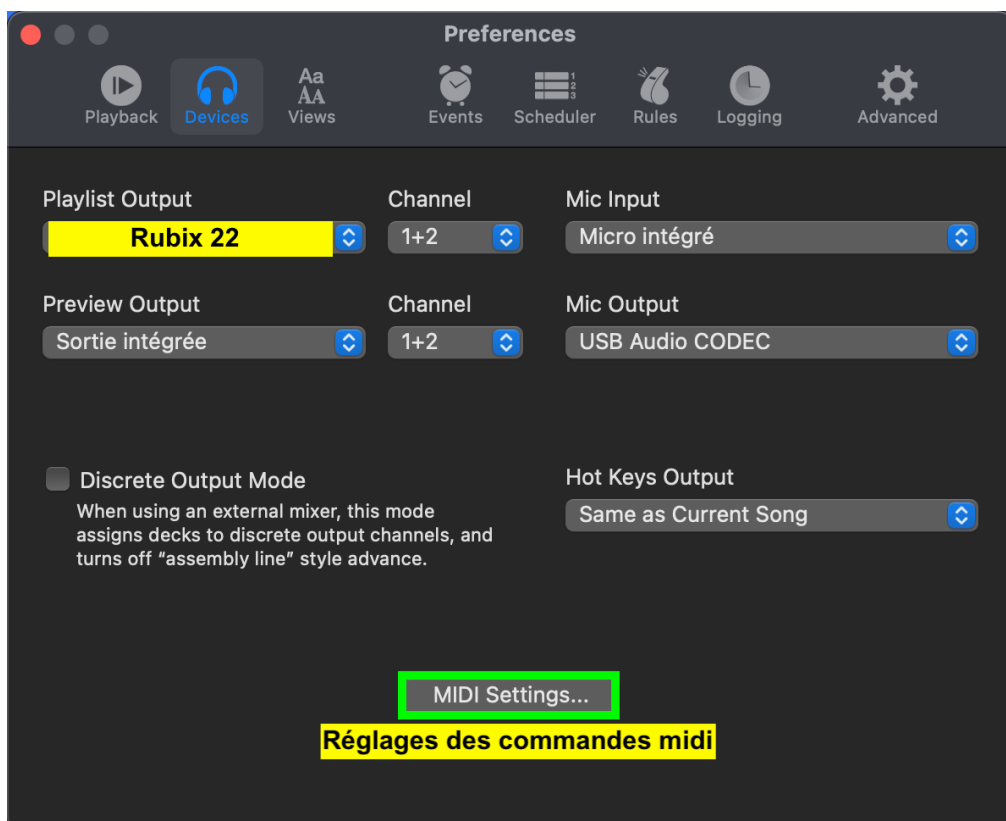 Preferences
Playback
Devices
Aa
AA
Views
Events
1
2
3
Scheduler
Rules
Logging
Advanced
Playlist Output
Channel
Mic Input
Rubix 22
1+2
Micro intégré
Preview Output
Channel
Mic Output
Sortie intégrée
1+2
USB Audio CODEC
Discrete Output Mode
When using an external mixer, this mode
assigns decks to discrete output channels, and
turns off “assembly line” style advance.
Hot Keys Output
Same as Current Song
MIDI Settings...
Réglages des commandes midi